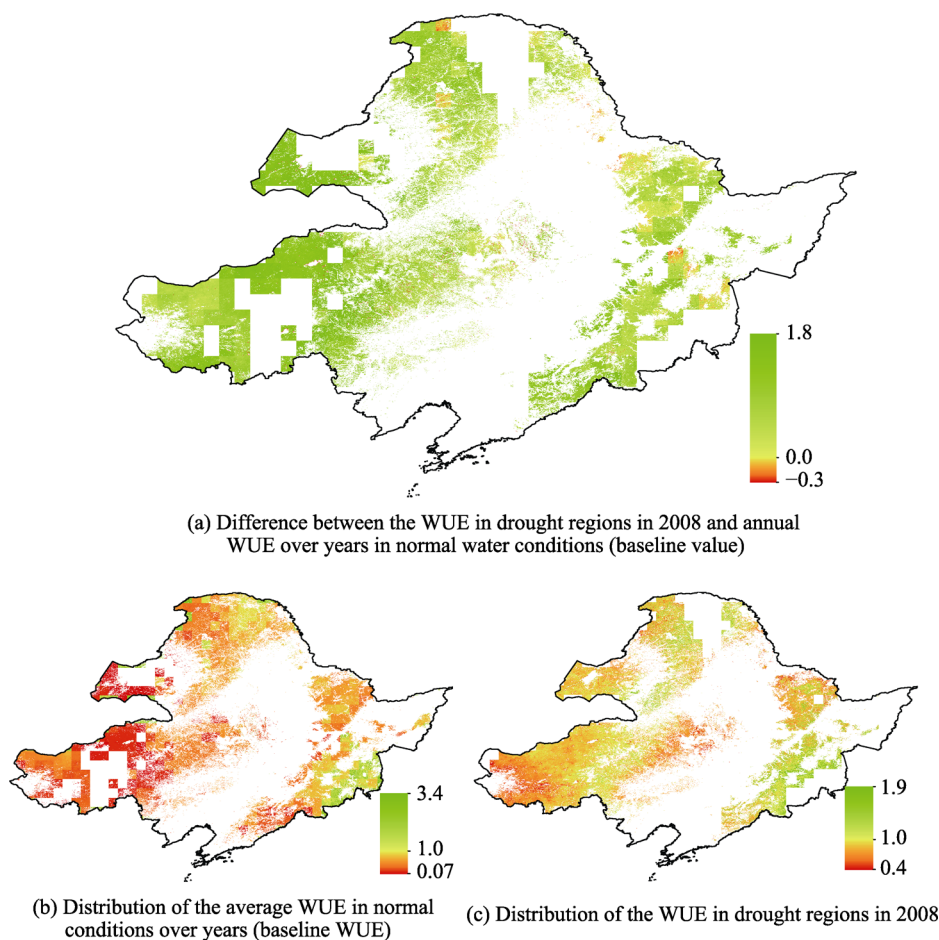 1.8
0.0
−0.3
(a) Difference between the WUE in drought regions in 2008 and annual
WUE over years in normal water conditions (baseline value)
3.4
1.0
0.07
(b) Distribution of the average WUE in normal
conditions over years (baseline WUE)
1.9
1.0
0.4
(c) Distribution of the WUE in drought regions in 2008